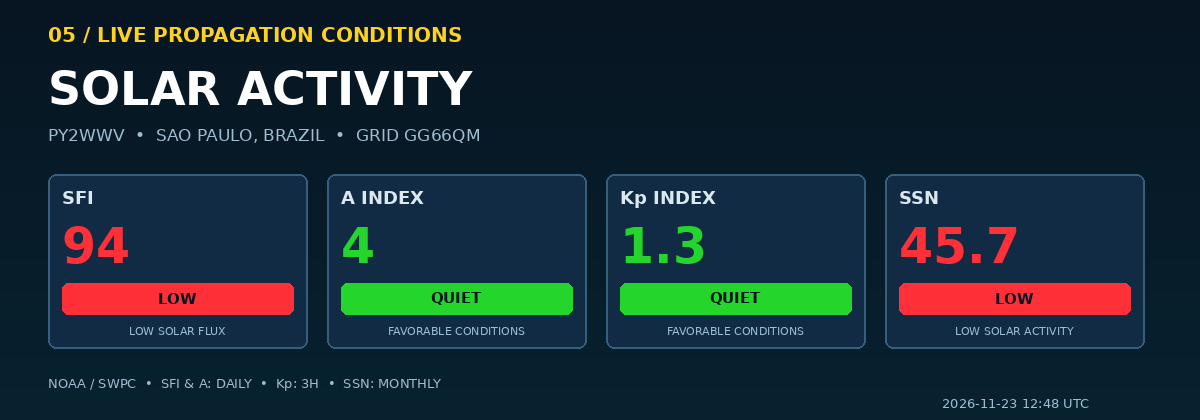 05 / LIVE PROPAGATION CONDITIONS
SOLAR ACTIVITY
PY2WWV • SAO PAULO, BRAZIL • GRID GG66QM
SFI
94
LOW
LOW SOLAR FLUX
A INDEX
4
QUIET
FAVORABLE CONDITIONS
Kp INDEX
1.3
QUIET
FAVORABLE CONDITIONS
SSN
45.7
LOW
LOW SOLAR ACTIVITY
NOAA / SWPC • SFI & A: DAILY • Kp: 3H • SSN: MONTHLY
2026-11-23 12:48 UTC